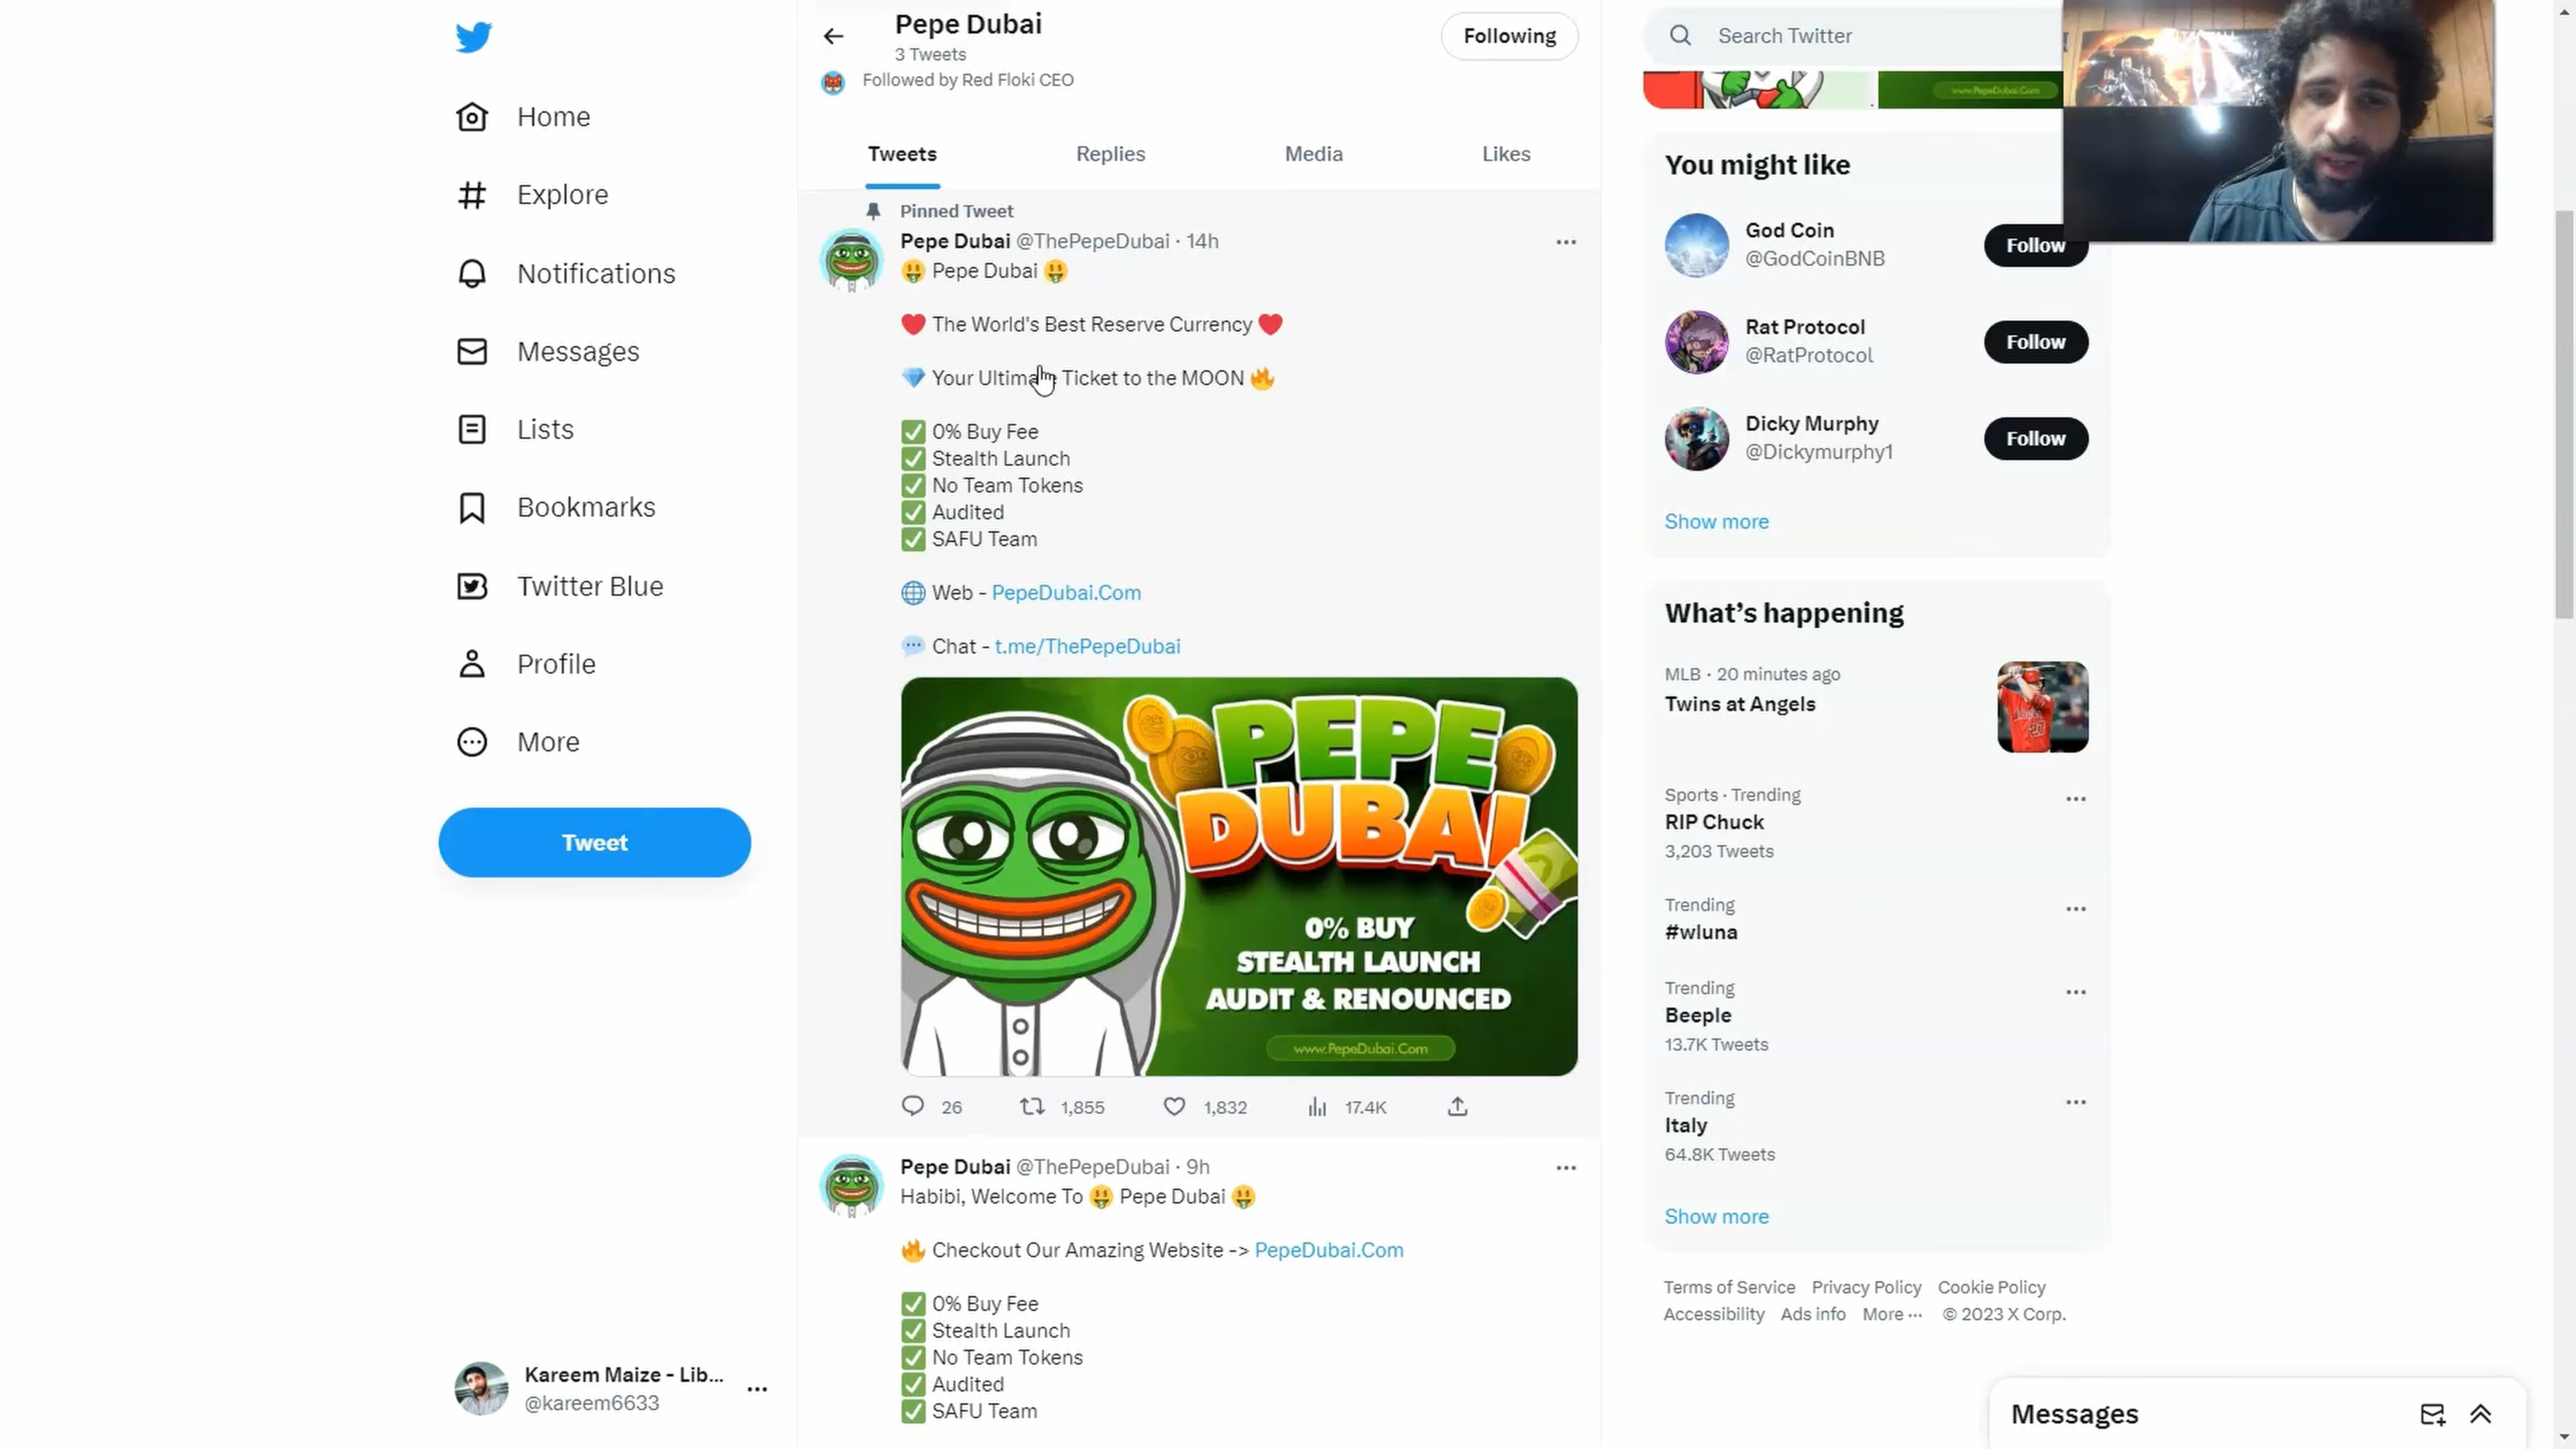 Home
Explore
Notifications
Messages
Lists
Bookmarks
Twitter Blue
Profile
More
Tweet
Kareem Maize - Lib...
@kareem6633
Pepe Dubai
3 Tweets
Following
Followed by Red Floki CEO
Tweets Replies Media Likes
Pinned Tweet
Pepe Dubai @ThePepeDubai · 14h
🤑 Pepe Dubai 🤑
❤️ The World's Best Reserve Currency ❤️
💎 Your Ultimate Ticket to the MOON 🔥
✅ 0% Buy Fee
✅ Stealth Launch
✅ No Team Tokens
✅ Audited
✅ SAFU Team
🌐 Web - PepeDubai.Com
💬 Chat - t.me/ThePepeDubai
PEPE
DUBAI
0% BUY
STEALTH LAUNCH
AUDIT & RENOUNCED
www.PepeDubai.Com
26 1,855 1,832 17.4K
Pepe Dubai @ThePepeDubai · 9h
Habibi, Welcome To 🤑 Pepe Dubai 🤑
🔥 Checkout Our Amazing Website -> PepeDubai.Com
✅ 0% Buy Fee
✅ Stealth Launch
✅ No Team Tokens
✅ Audited
✅ SAFU Team
Search Twitter
www.PepeDubai.Com
You might like
God Coin
@GodCoinBNB
Follow
Rat Protocol
@RatProtocol
Follow
Dicky Murphy
@Dickymurphy1
Follow
Show more
What's happening
MLB · 20 minutes ago
Twins at Angels
Sports · Trending
RIP Chuck
3,203 Tweets
Trending
#wluna
Trending
Beeple
13.7K Tweets
Trending
Italy
64.8K Tweets
Show more
Terms of Service Privacy Policy Cookie Policy
Accessibility Ads info More ··· © 2023 X Corp.
Messages